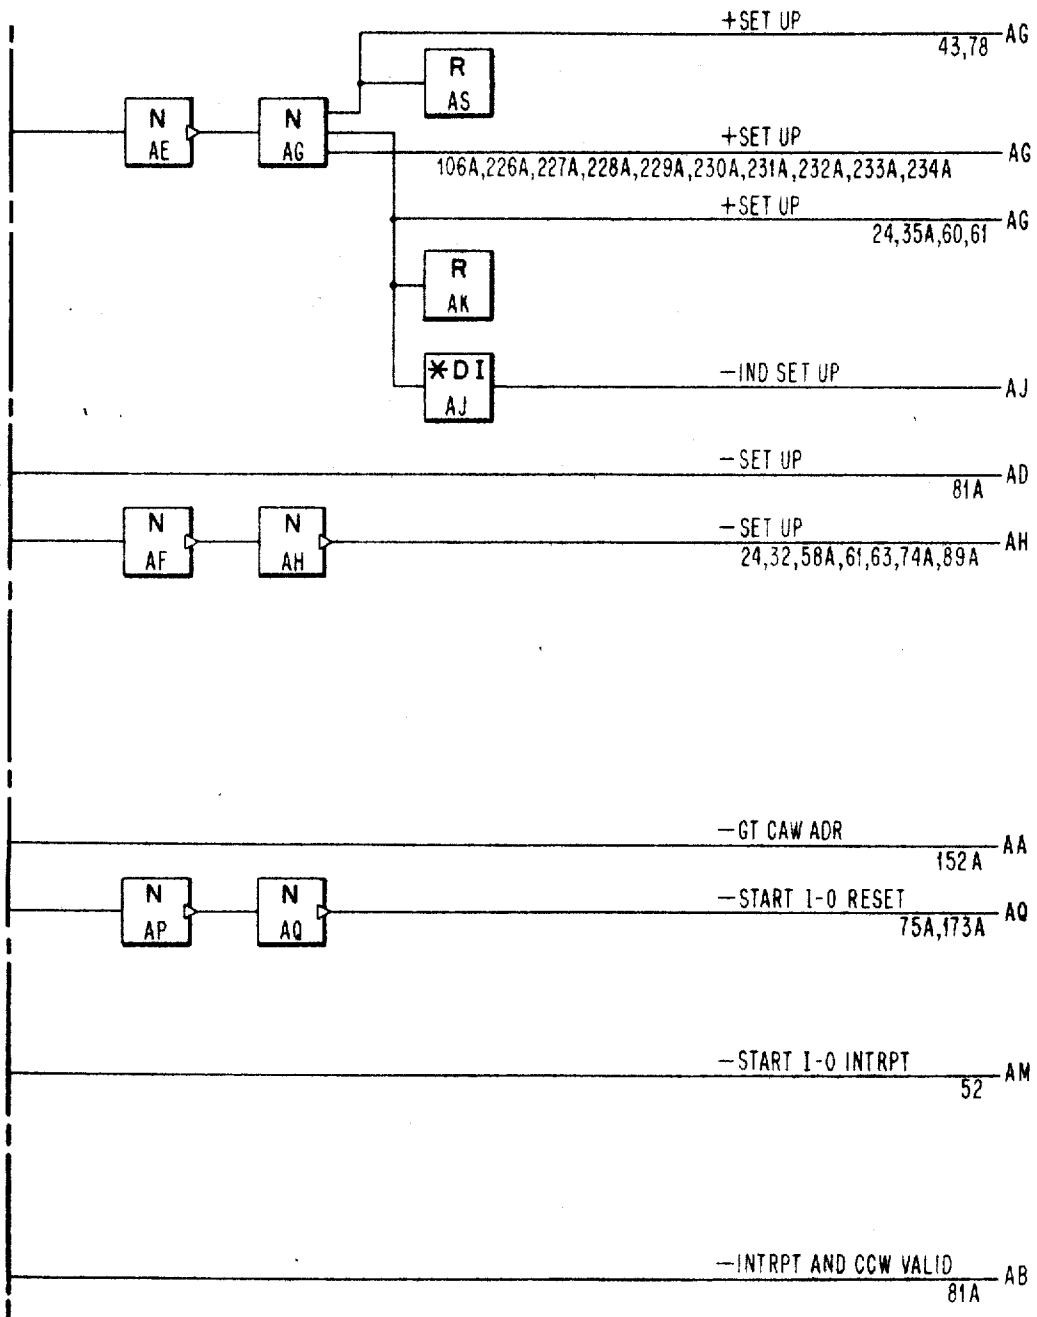 +SET UP
AG
43,78
R
AS
N
AE
N
AG
+SET UP
AG
106A,226A,227A,228A,229A,230A,231A,232A,233A,234A
+SET UP
AG
24,35A,60,61
R
AK
*DI
AJ
-IND SET UP
AJ
-SET UP
AD
81A
N
AF
N
AH
-SET UP
AH
24,32,58A,61,63,74A,89A
-GT CAW ADR
AA
152A
N
AP
N
AQ
-START I-O RESET
AQ
75A,173A
-START I-O INTRPT
AM
52
-INTRPT AND CCW VALID
AB
81A